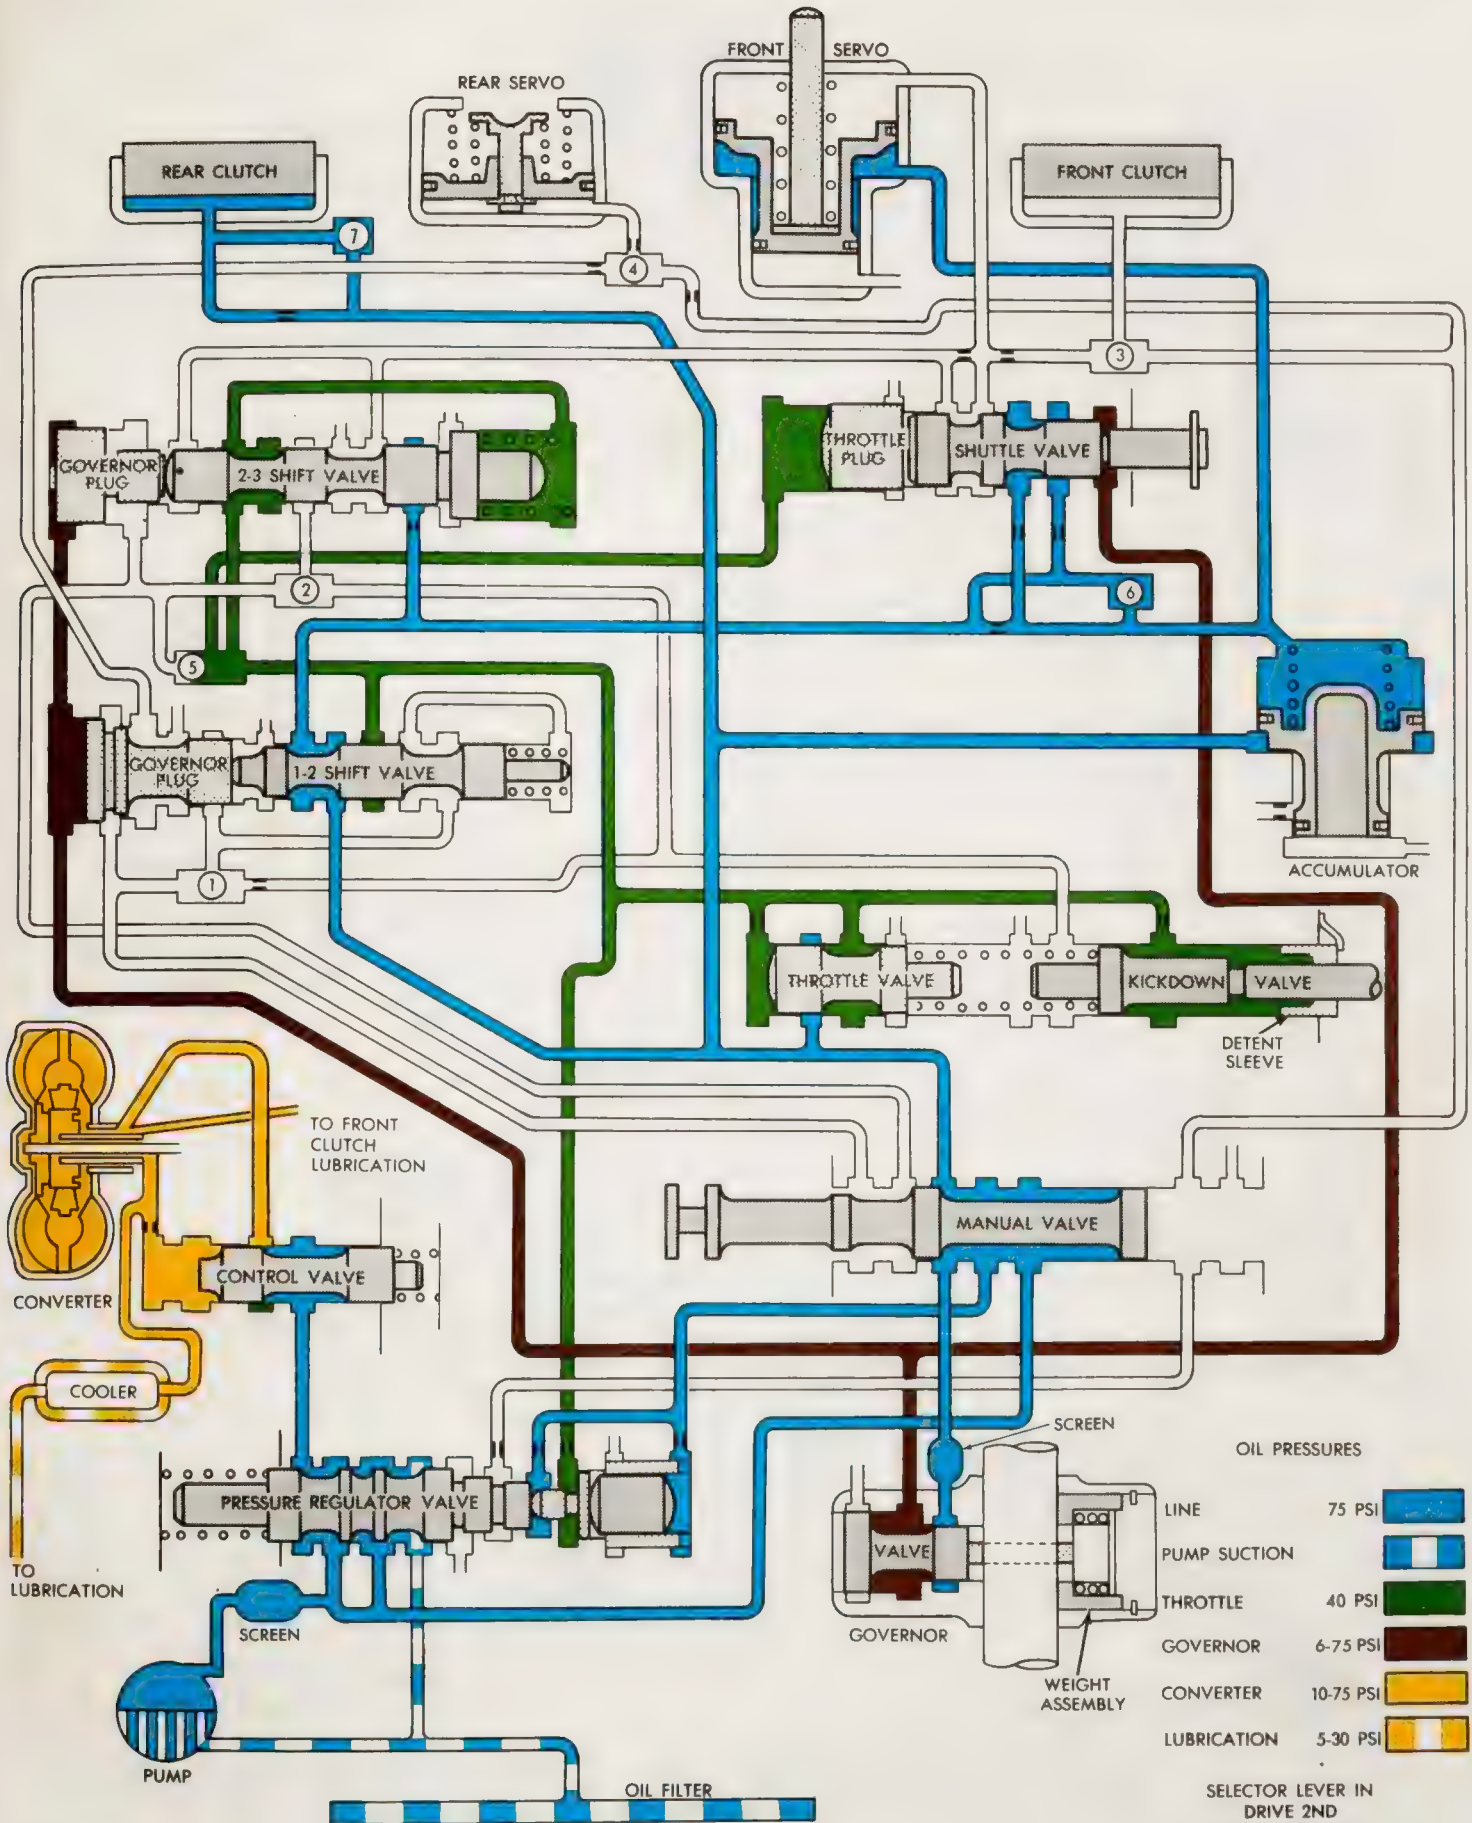 FRONT SERVO
REAR SERVO
REAR CLUTCH
FRONT CLUTCH
7
4
3
GOVERNOR
PLUG
2-3 SHIFT VALVE
THROTTLE
PLUG
SHUTTLE VALVE
2
6
5
GOVERNOR
PLUG
1-2 SHIFT VALVE
1
ACCUMULATOR
THROTTLE VALVE
KICKDOWN VALVE
DETENT
SLEEVE
TO FRONT
CLUTCH
LUBRICATION
MANUAL VALVE
CONTROL VALVE
CONVERTER
COOLER
SCREEN
PRESSURE REGULATOR VALVE
VALVE
TO
LUBRICATION
SCREEN
GOVERNOR
WEIGHT
ASSEMBLY
PUMP
OIL FILTER
OIL PRESSURES
LINE 75 PSI
PUMP SUCTION
THROTTLE 40 PSI
GOVERNOR 6-75 PSI
CONVERTER 10-75 PSI
LUBRICATION 5-30 PSI
SELECTOR LEVER IN
DRIVE 2ND